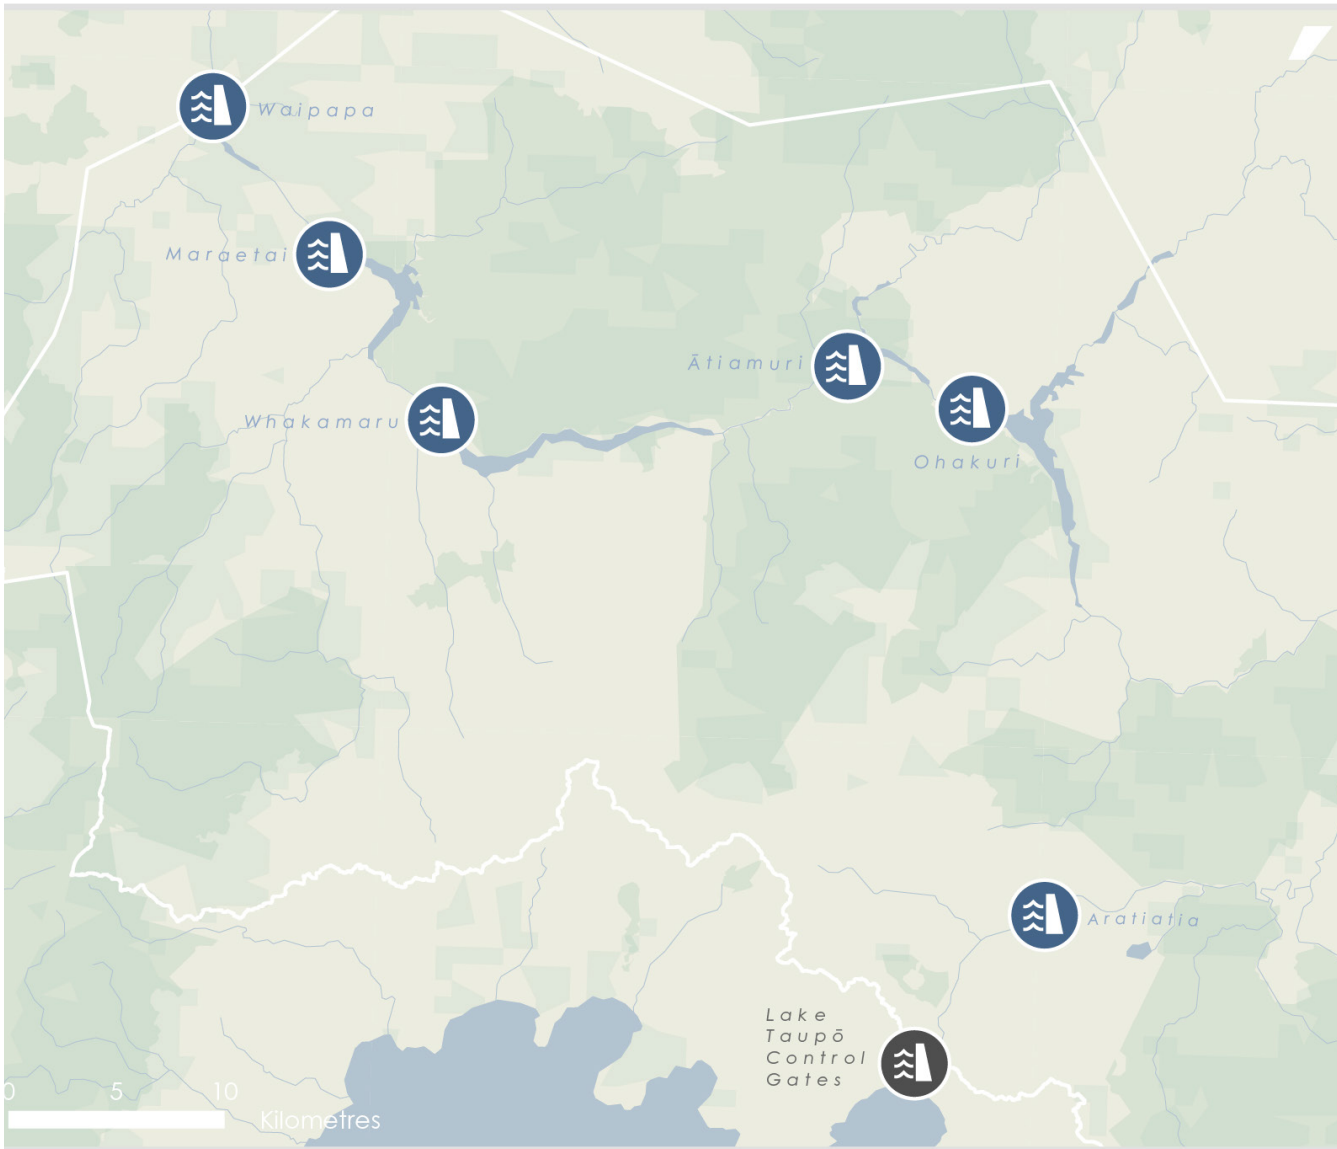 Waipapa
Maraetai
Ātiamuri
Whakamaru
Ohakuri
Aratiatia
Lake
Taupō
Control
Gates
0 5 10
Kilometres